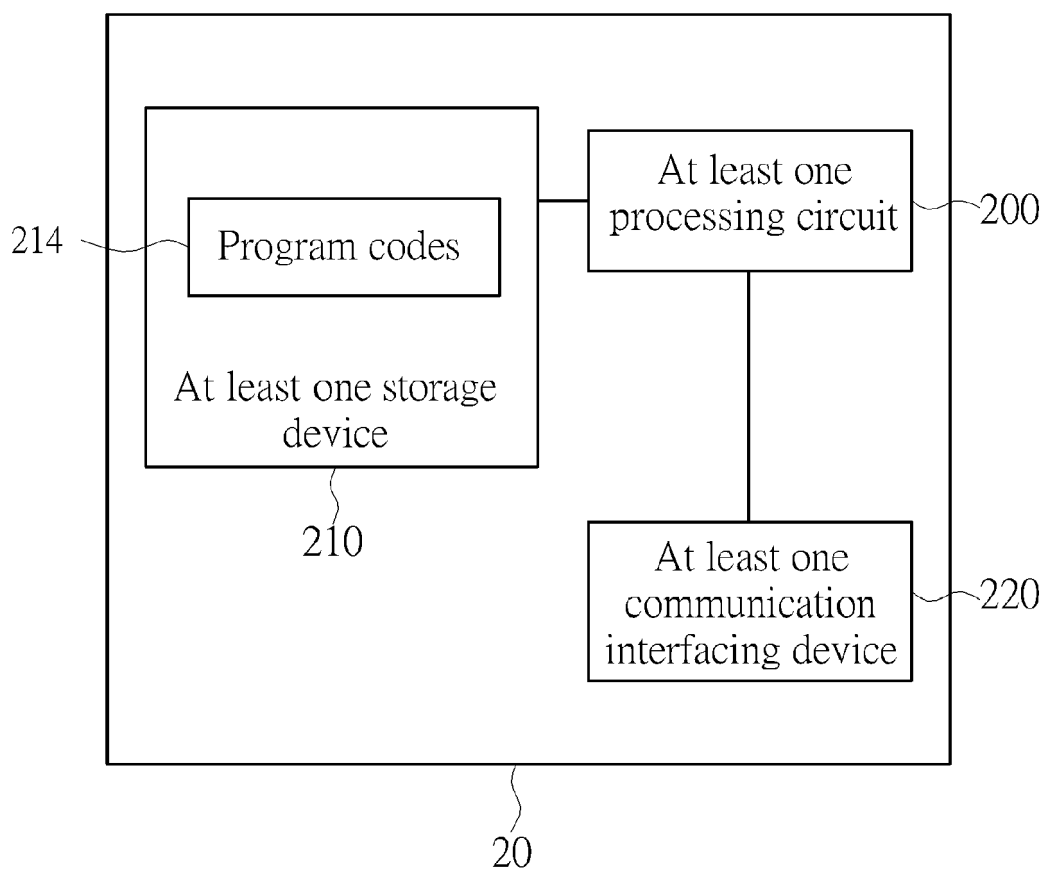 At least one
processing circuit
200
214
Program codes
At least one storage
device
210
At least one
communication
interfacing device
220
20